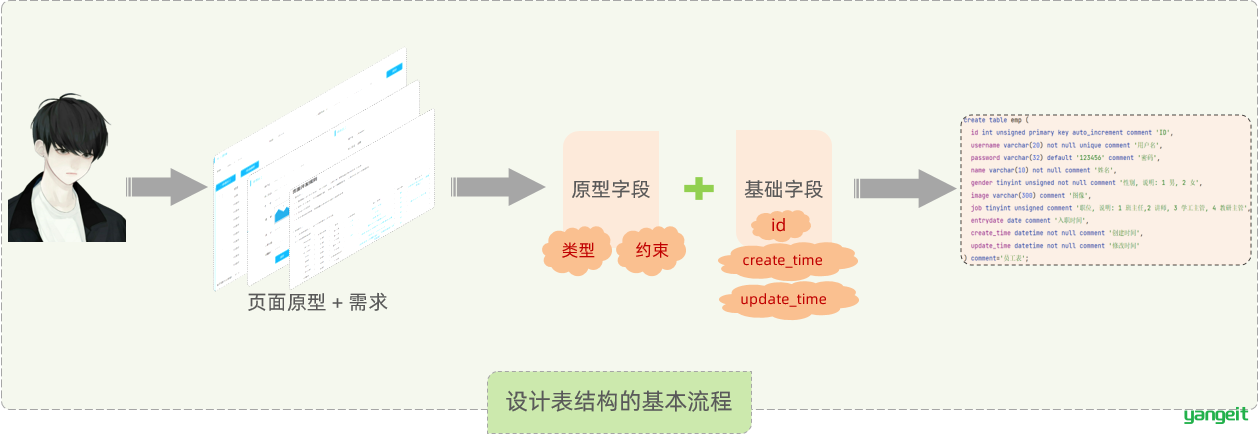 页面原型 + 需求
原型字段
类型
约束
基础字段
id
create_time
update_time
create table emp (
id int unsigned primary key auto_increment comment 'ID',
username varchar(20) not null unique comment '用户名',
password varchar(32) default '123456' comment '密码',
name varchar(10) not null comment '姓名',
gender tinyint unsigned not null comment '性别, 说明: 1 男, 2 女',
image varchar(300) comment '图像',
job tinyint unsigned comment '职位, 说明: 1 班主任,2 讲师, 3 学工主管, 4 教研主管'
entrydate date comment '入职时间',
create_time datetime not null comment '创建时间',
update_time datetime not null comment '修改时间'
) comment='员工表';
设计表结构的基本流程
yangeit